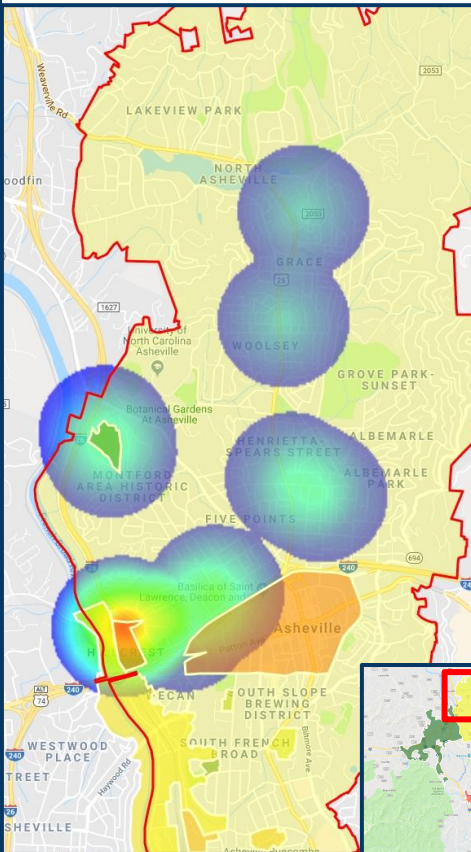 2053
Weaverville Rd
LAKEVIEW PARK
oodfin
NORTH
ASHEVILLE
2053
GRACE
25
1627
University of
North Carolina
Asheville
WOOLSEY
GROVE PARK-
SUNSET
Botanical Gardens
At Asheville
HENRIETTA-
SPEARS STREET
ALBEMARLE
ALBEMARLE
PARK
MONTFORD
AREA HISTORIC
DISTRICT
FIVE POINTS
694
240
Basilica of Saint
Lawrence, Deacon and
Asheville
Patton Ave
HILLCREST
240
ALT
74
ECAN
OUTH SLOPE
BREWING
DISTRICT
Biltmore Ave
WESTWOOD
PLACE
SOUTH FRENCH
BROAD
240
TREET
Haywood Rd
26
SHEVILLE